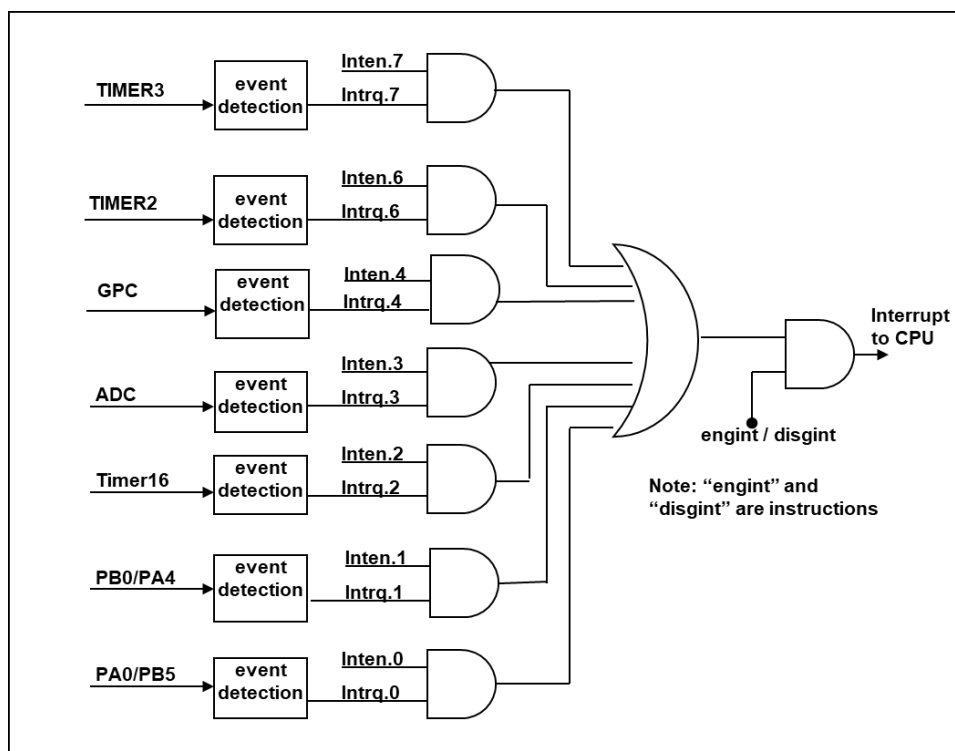 TIMER3
event
detection
Inten.7
Intrq.7
TIMER2
event
detection
Inten.6
Intrq.6
GPC
event
detection
Inten.4
Intrq.4
ADC
event
detection
Inten.3
Intrq.3
Timer16
event
detection
Inten.2
Intrq.2
PB0/PA4
event
detection
Inten.1
Intrq.1
PA0/PB5
event
detection
Inten.0
Intrq.0
Interrupt
to CPU
engint / disgint
Note: “engint” and
“disgint” are instructions